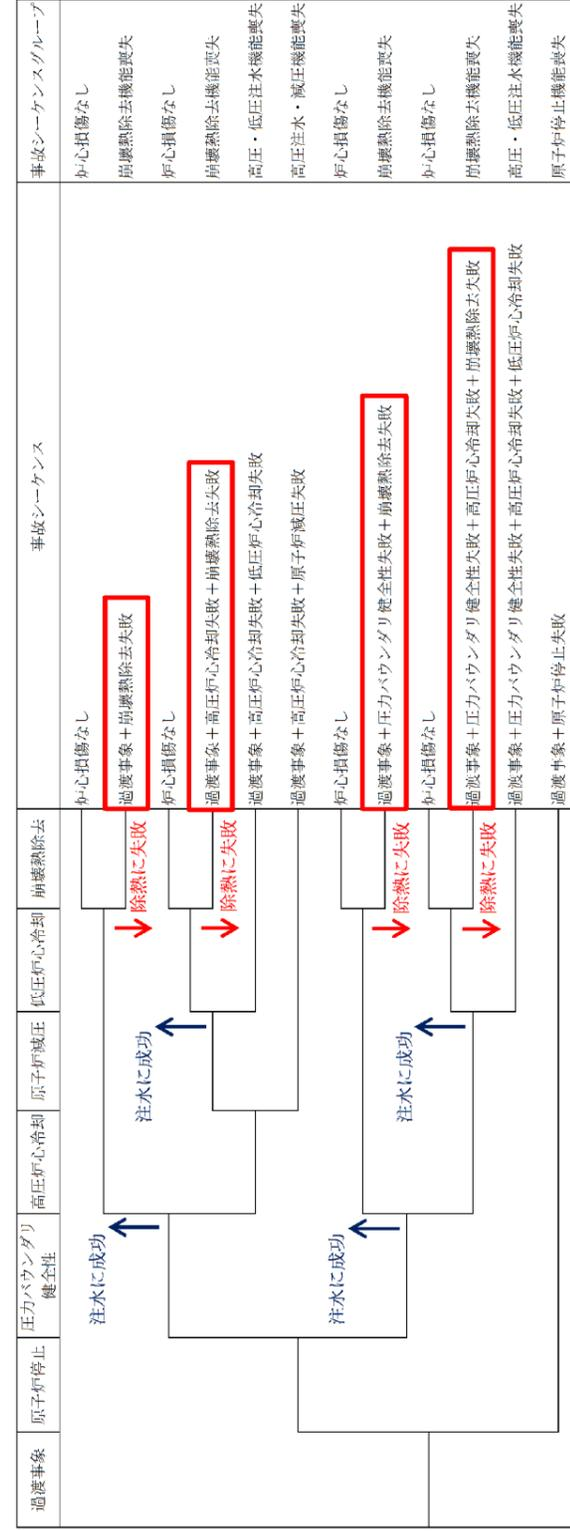 過渡事象
原子炉停止
圧力バウンダリ
健全性
高圧炉心冷却
原子炉減圧
低圧炉心冷却
崩壊熱除去
事故シーケンス
事故シーケンスグループ
炉心損傷なし
炉心損傷なし
過渡事象＋崩壊熱除去失敗
崩壊熱除去機能喪失
炉心損傷なし
炉心損傷なし
過渡事象＋高圧炉心冷却失敗＋崩壊熱除去失敗
崩壊熱除去機能喪失
過渡事象＋高圧炉心冷却失敗＋低圧炉心冷却失敗
高圧・低圧注水機能喪失
過渡事象＋高圧炉心冷却失敗＋原子炉減圧失敗
高圧注水・減圧機能喪失
炉心損傷なし
炉心損傷なし
過渡事象＋圧力バウンダリ健全性失敗＋崩壊熱除去失敗
崩壊熱除去機能喪失
炉心損傷なし
炉心損傷なし
過渡事象＋圧力バウンダリ健全性失敗＋高圧炉心冷却失敗＋崩壊熱除去失敗
崩壊熱除去機能喪失
過渡事象＋圧力バウンダリ健全性失敗＋高圧炉心冷却失敗＋低圧炉心冷却失敗
高圧・低圧注水機能喪失
過渡事象＋原子炉停止失敗
原子炉停止機能喪失
注水に成功
注水に成功
注水に成功
注水に成功
除熱に失敗
除熱に失敗
除熱に失敗
除熱に失敗